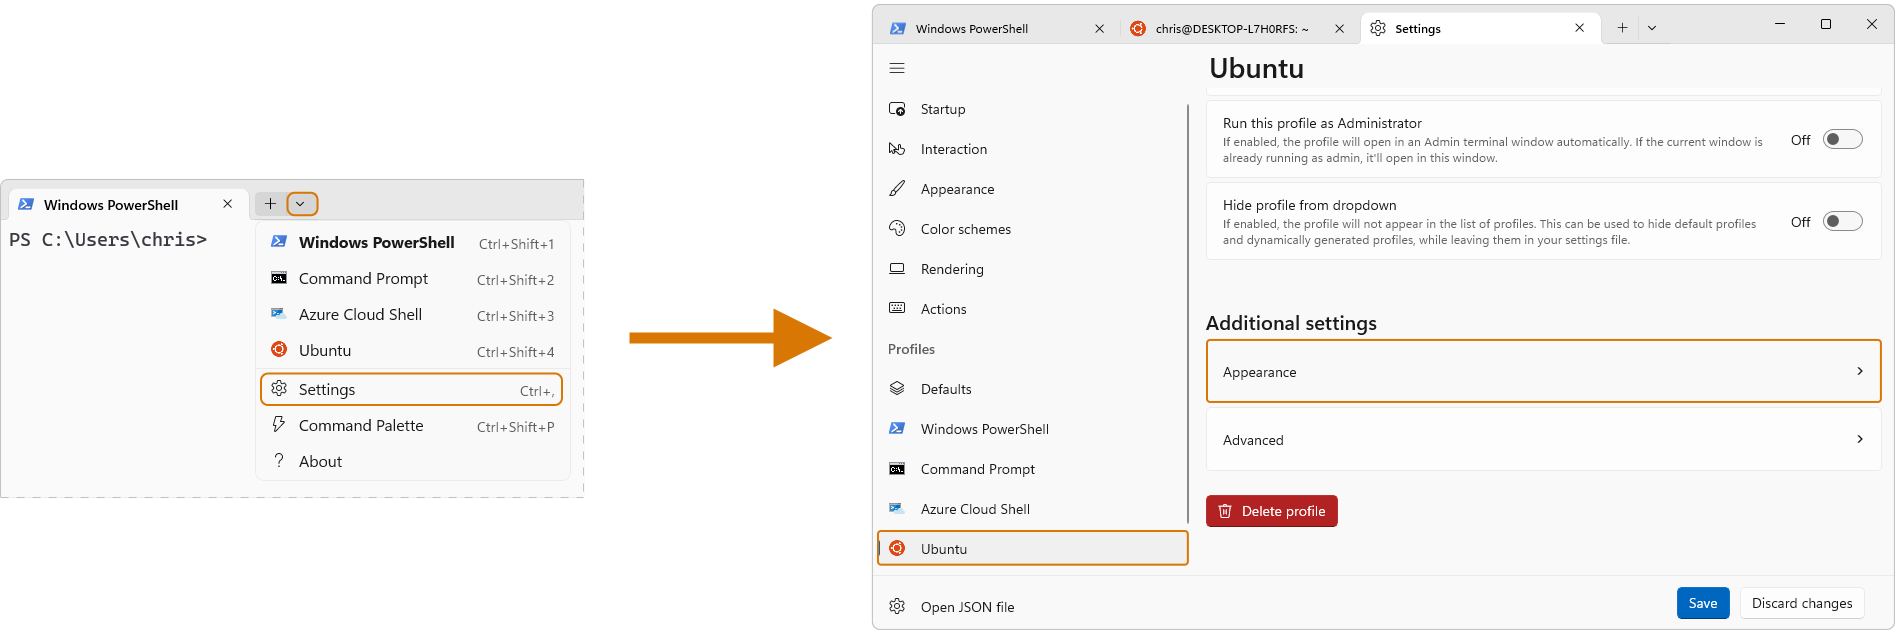 Windows PowerShell
PS C:\Users\chris>
Windows PowerShell Ctrl+Shift+1
Command Prompt Ctrl+Shift+2
Azure Cloud Shell Ctrl+Shift+3
Ubuntu Ctrl+Shift+4
Settings Ctrl+,
Command Palette Ctrl+Shift+P
? About
Windows PowerShell
chris@DESKTOP-L7H0RFS: ~
Settings
Startup
Interaction
Appearance
Color schemes
Rendering
Actions
Profiles
Defaults
Windows PowerShell
Command Prompt
Azure Cloud Shell
Ubuntu
Open JSON file
Ubuntu
Run this profile as Administrator
If enabled, the profile will open in an Admin terminal window automatically. If the current window is
already running as admin, it'll open in this window.
Off
Hide profile from dropdown
If enabled, the profile will not appear in the list of profiles. This can be used to hide default profiles
and dynamically generated profiles, while leaving them in your settings file.
Off
Additional settings
Appearance
Advanced
Delete profile
Save
Discard changes